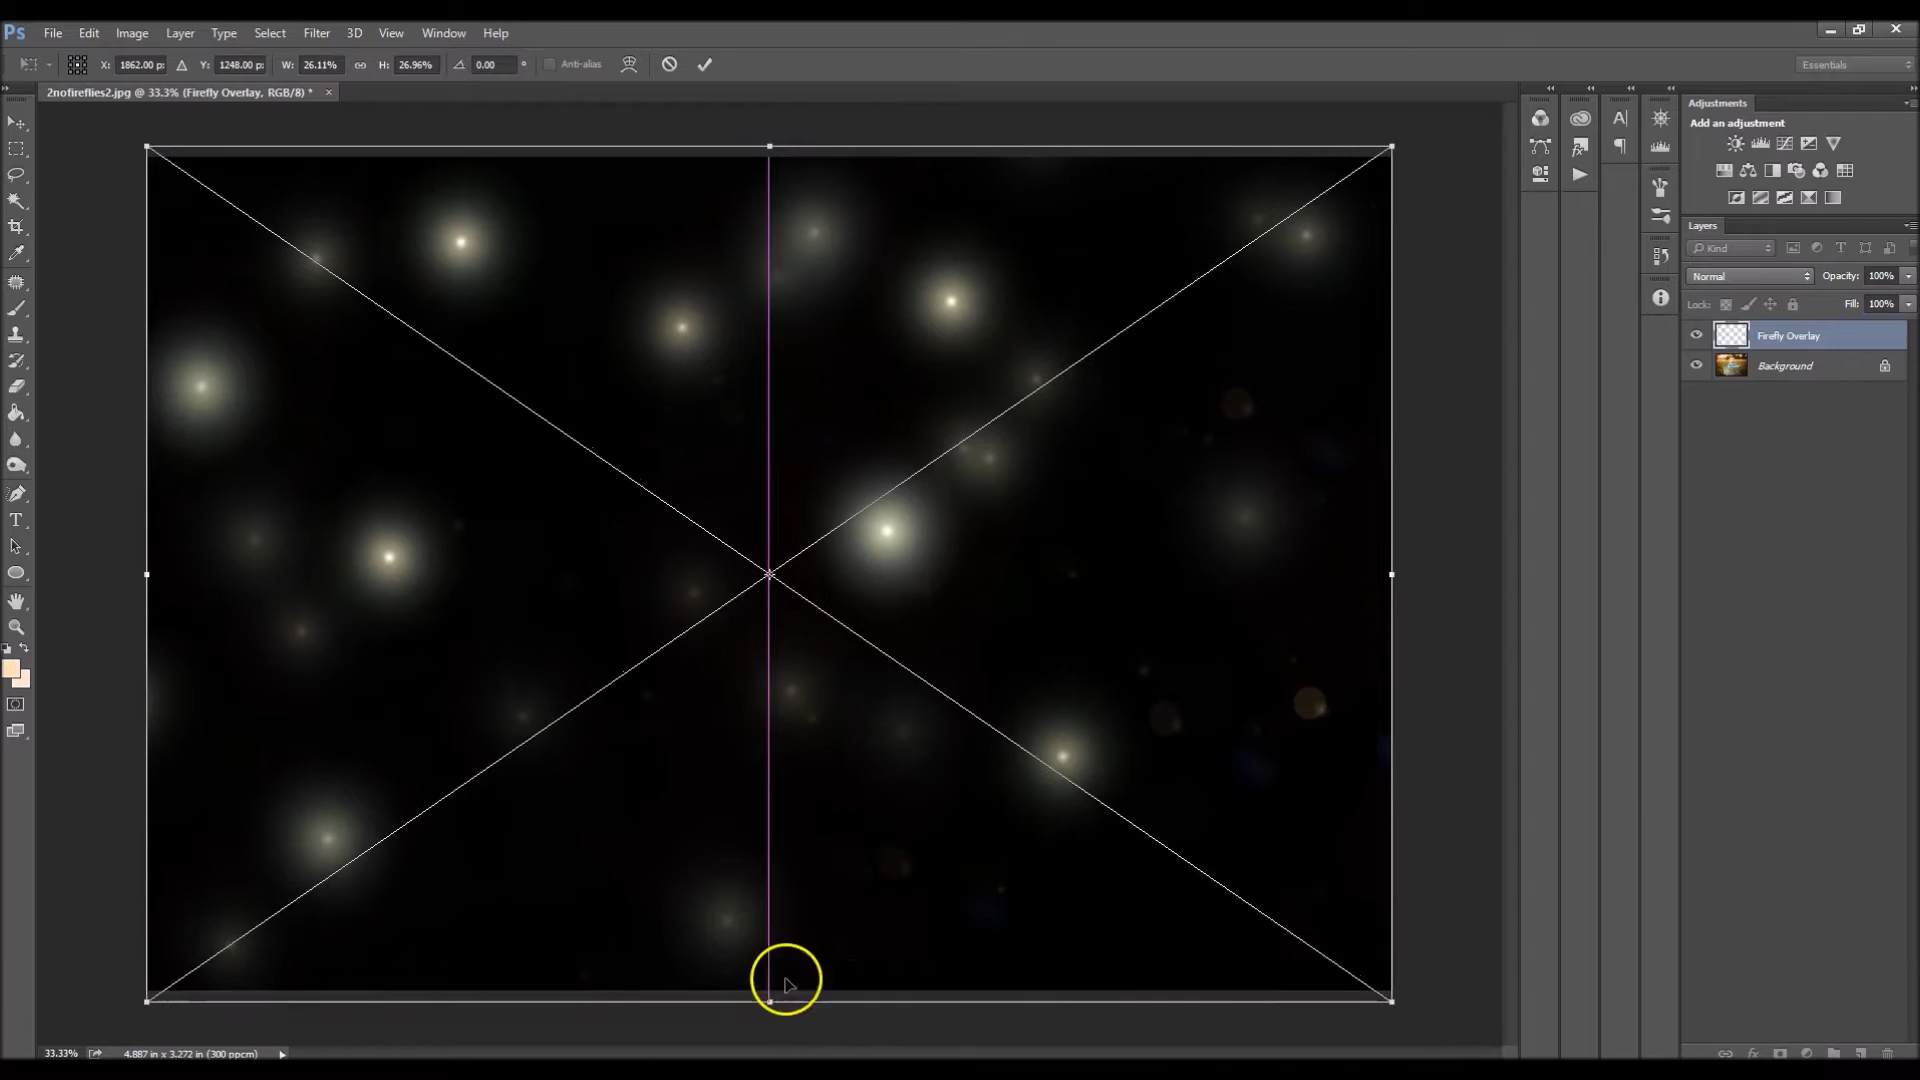 Ps File Edit Image Layer Type Select Filter 3D View Window Help
X: 1862.00 p: Y: 1248.00 p: W: 26.11% H: 26.96% 0.00 ° Anti-alias Essentials
2nofireflies2.jpg @ 33.3% (Firefly Overlay, RGB/8) * ×
Adjustments
Add an adjustment
Layers
Kind
Normal Opacity: 100%
Lock: Fill: 100%
Firefly Overlay
Background
33.33% 4.887 in x 3.272 in (300 ppcm)